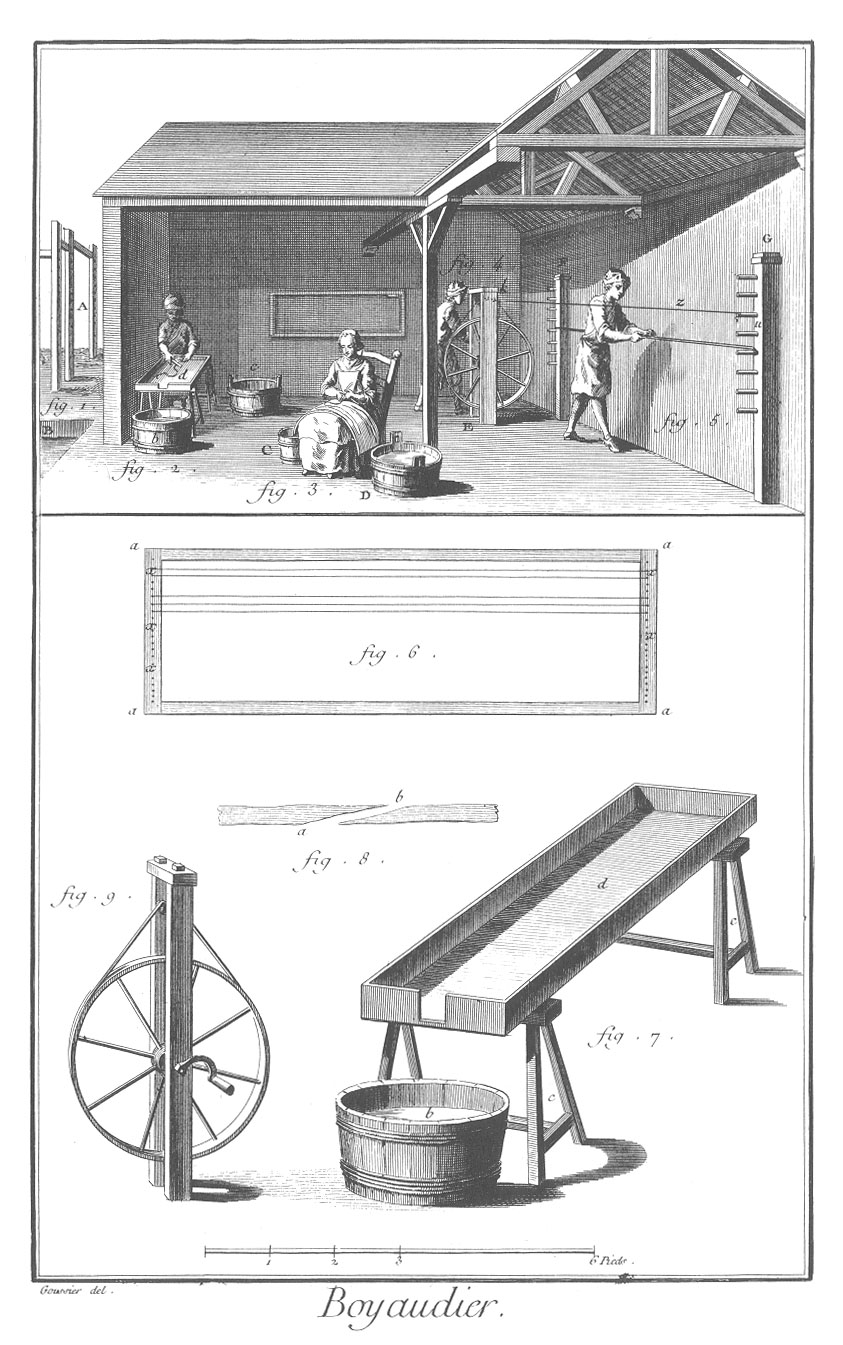 G
fig. 4 h F
z
A
u
c
d
fig. 1. fig. 5.
b E
B
C
fig. 2.
fig. 3. D
a a
x x
x x
x
fig. 6.
a a
b
a
fig. 8.
d
fig. 9.
c
fig. 7.
c
b
1 2 3 6 Pieds.
Goussier del.
Boyaudier.